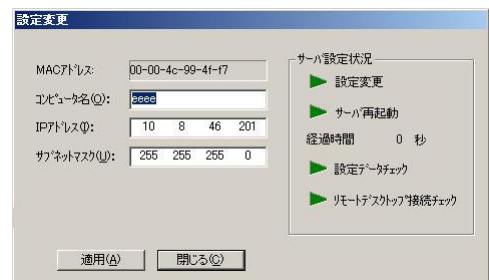 設定変更
MACアドレス: 00-00-4c-99-4f-f7
コンピュータ名(O): eeee
IPアドレス(I): 10 8 46 201
サブネットマスク(U): 255 255 255 0
適用(A) 閉じる(C)
サーバ設定状況
設定変更
サーバ再起動
経過時間 0 秒
設定データチェック
リモートデスクトップ接続チェック